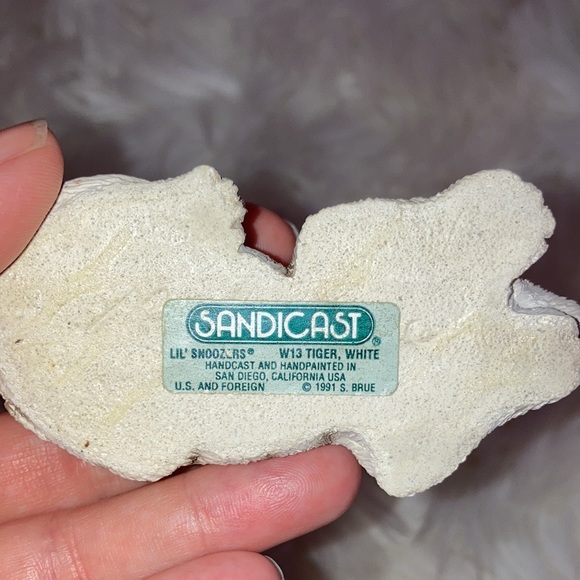 SANDICAST®
LIL' SNOOZERS® W13 TIGER, WHITE
HANDCAST AND HANDPAINTED IN
SAN DIEGO, CALIFORNIA USA
U.S. AND FOREIGN © 1991 S. BRUE